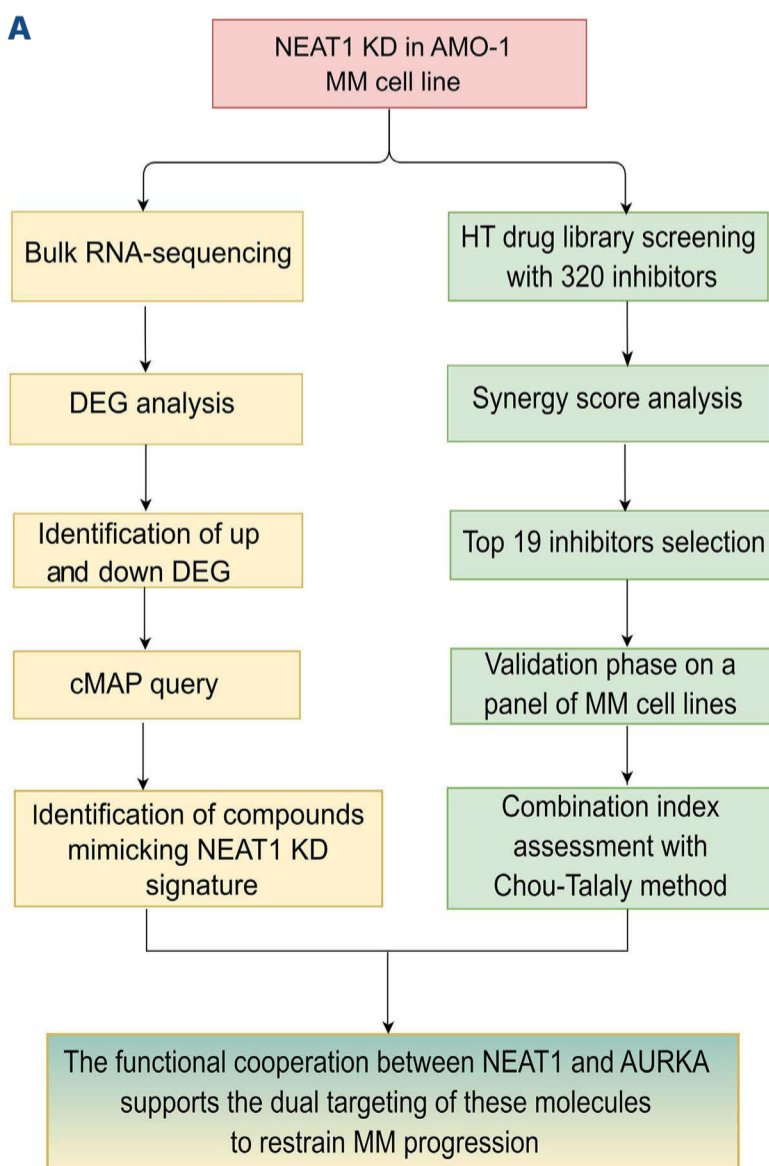 A
NEAT1 KD in AMO-1
MM cell line
Bulk RNA-sequencing
DEG analysis
Identification of up
and down DEG
cMAP query
Identification of compounds
mimicking NEAT1 KD
signature
HT drug library screening
with 320 inhibitors
Synergy score analysis
Top 19 inhibitors selection
Validation phase on a
panel of MM cell lines
Combination index
assessment with
Chou-Talaly method
The functional cooperation between NEAT1 and AURKA
supports the dual targeting of these molecules
to restrain MM progression